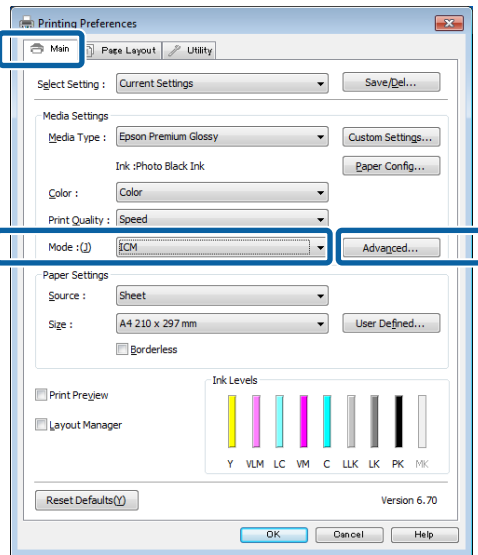 Printing Preferences
Main Page Layout Utility
Select Setting : Current Settings Save/Del...
Media Settings
Media Type : Epson Premium Glossy Custom Settings...
Ink :Photo Black Ink Paper Config...
Color : Color
Print Quality : Speed
Mode :(J) ICM Advanced...
Paper Settings
Source : Sheet
Size : A4 210 x 297 mm User Defined...
Borderless
Print Preview
Layout Manager
Ink Levels
Y VLM LC VM C LLK LK PK MK
Reset Defaults(Y) Version 6.70
OK Cancel Help